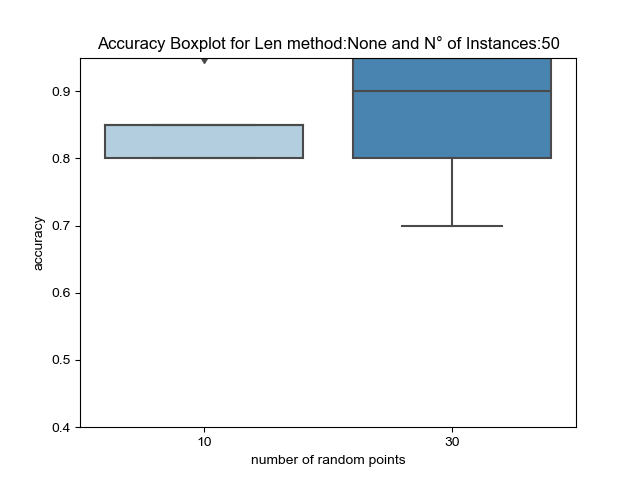 Accuracy Boxplot for Len method:None and N° of Instances:50
0.9
0.8
0.7
0.6
0.5
0.4
accuracy
10 30
number of random points